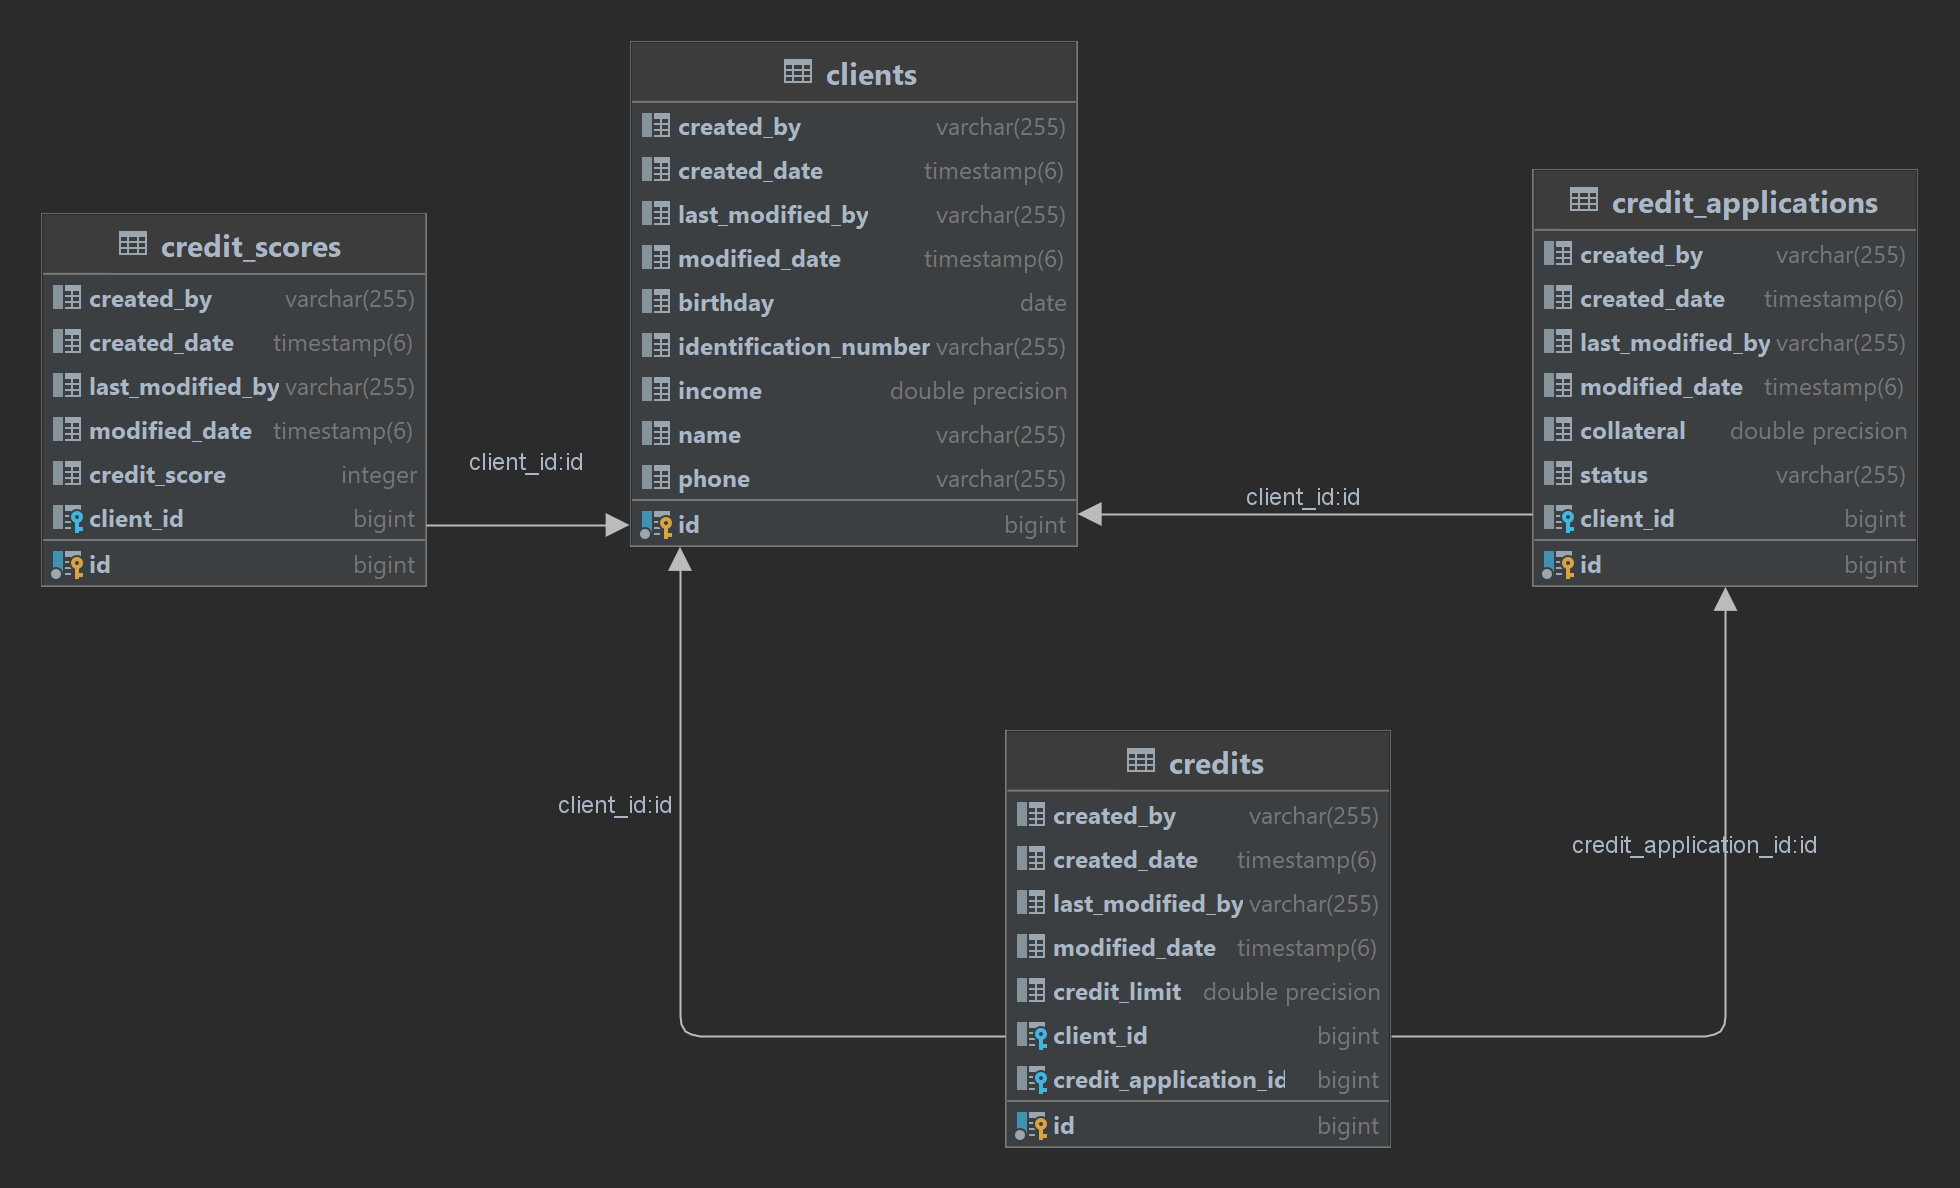 clients
created_by varchar(255)
created_date timestamp(6)
last_modified_by varchar(255)
modified_date timestamp(6)
birthday date
identification_number varchar(255)
income double precision
name varchar(255)
phone varchar(255)
id bigint
credit_scores
created_by varchar(255)
created_date timestamp(6)
last_modified_by varchar(255)
modified_date timestamp(6)
credit_score integer
client_id bigint
id bigint
credit_applications
created_by varchar(255)
created_date timestamp(6)
last_modified_by varchar(255)
modified_date timestamp(6)
collateral double precision
status varchar(255)
client_id bigint
id bigint
client_id:id
client_id:id
client_id:id
credit_application_id:id
credits
created_by varchar(255)
created_date timestamp(6)
last_modified_by varchar(255)
modified_date timestamp(6)
credit_limit double precision
client_id bigint
credit_application_id bigint
id bigint